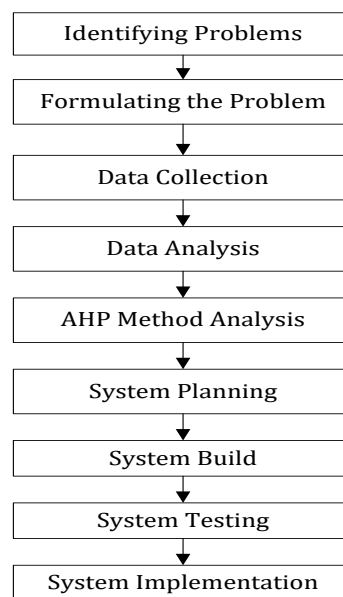 Identifying Problems
Formulating the Problem
Data Collection
Data Analysis
AHP Method Analysis
System Planning
System Build
System Testing
System Implementation